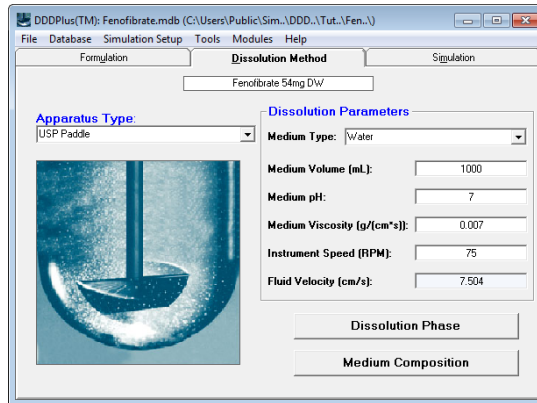 DDDPlus(TM): Fenofibrate.mdb (C:\Users\Public\Sim..\DDD..\Tut..\Fen..\)
File Database Simulation Setup Tools Modules Help
Formulation Dissolution Method Simulation
Fenofibrate 54mg DW
Apparatus Type:
USP Paddle
Dissolution Parameters
Medium Type: Water
Medium Volume (mL): 1000
Medium pH: 7
Medium Viscosity (g/(cm*s)): 0.007
Instrument Speed (RPM): 75
Fluid Velocity (cm/s): 7.504
Dissolution Phase
Medium Composition